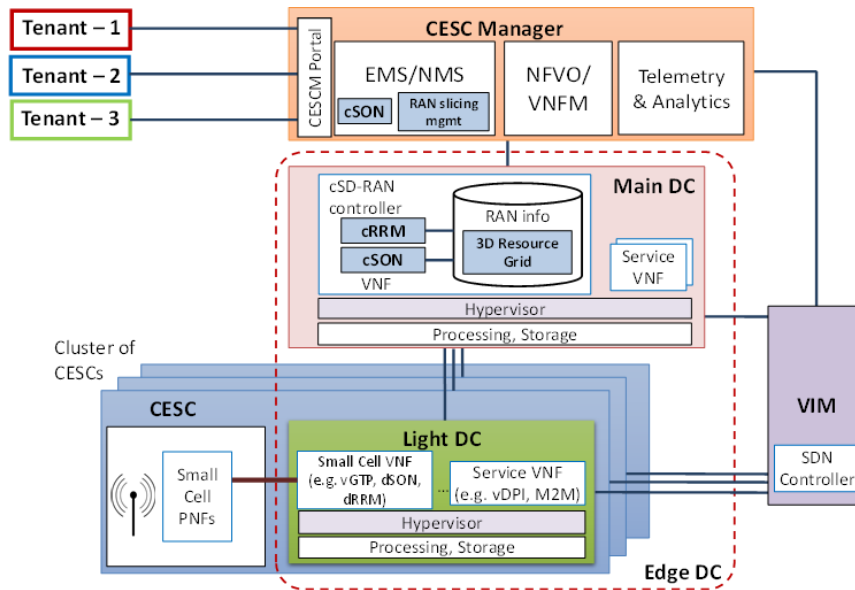 Tenant – 1
Tenant – 2
Tenant – 3
CESC Manager
CESCM Portal
EMS/NMS
cSON
RAN slicing
mgmt
NFVO/
VNFM
Telemetry
& Analytics
Main DC
cSD-RAN
controller
cRRM
cSON
VNF
RAN info
3D Resource
Grid
Service
VNF
Hypervisor
Processing, Storage
Cluster of
CESCs
CESC
Small
Cell
PNFs
Light DC
Small Cell VNF
(e.g. vGTP, dSON,
dRRM)
...
Service VNF
(e.g. vDPI, M2M)
Hypervisor
Processing, Storage
Edge DC
VIM
SDN
Controller